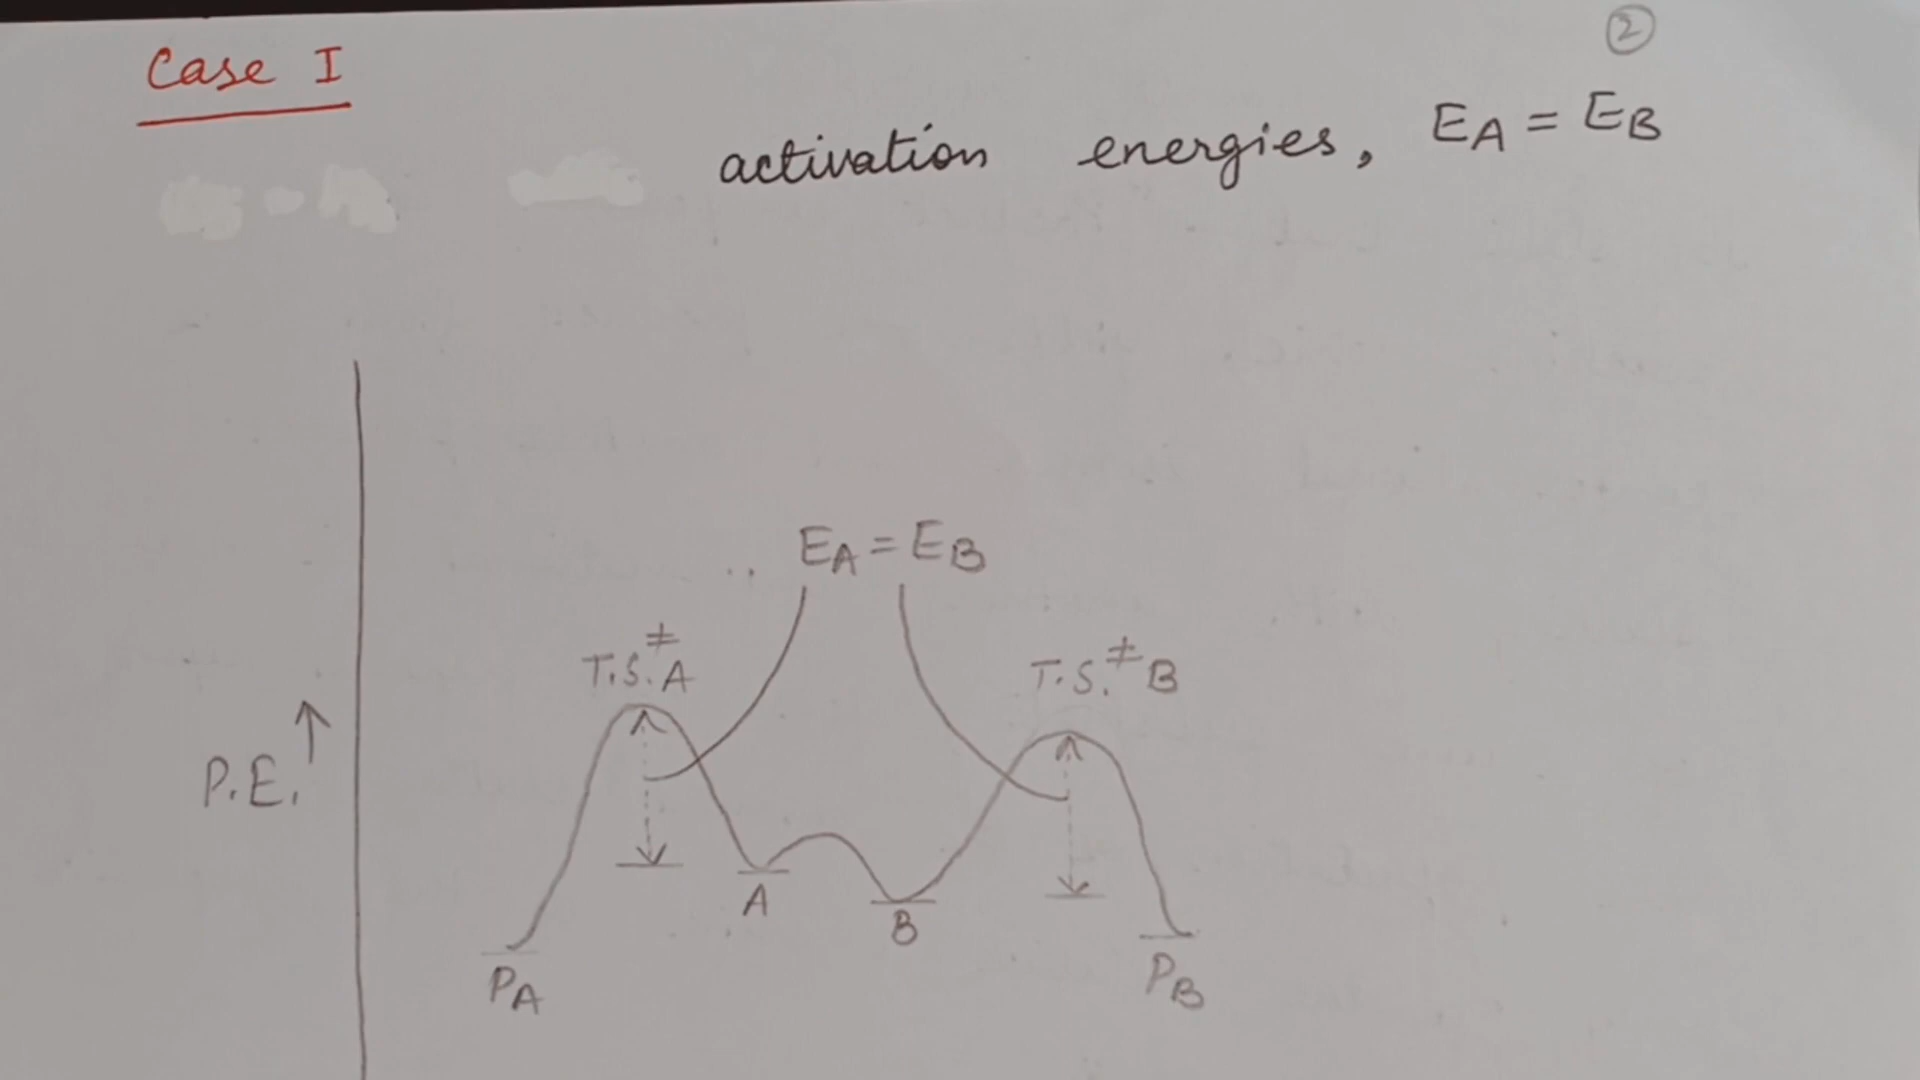 ②
Case I
activation energies, EA = EB
.. EA = EB
T.S.≠A
T.S.≠B
P.E. ↑
A
B
PA
PB